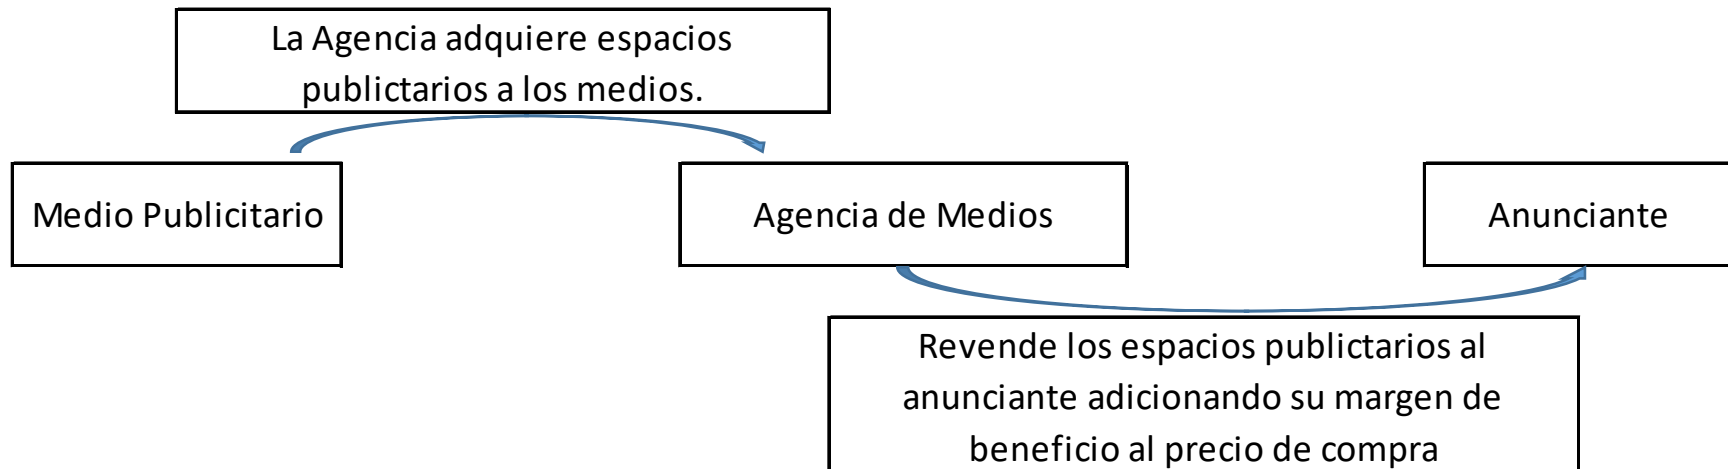 La Agencia adquiere espacios
publictarios a los medios.
Medio Publicitario
Agencia de Medios
Anunciante
Revende los espacios publictarios al
anunciante adicionando su margen de
beneficio al precio de compra